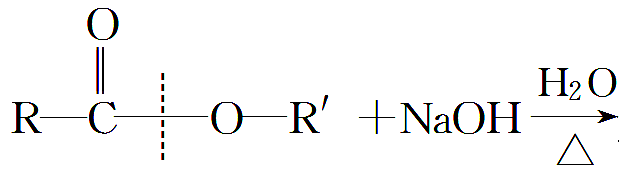 O
R—C—O—R′ +NaOH H2O
△